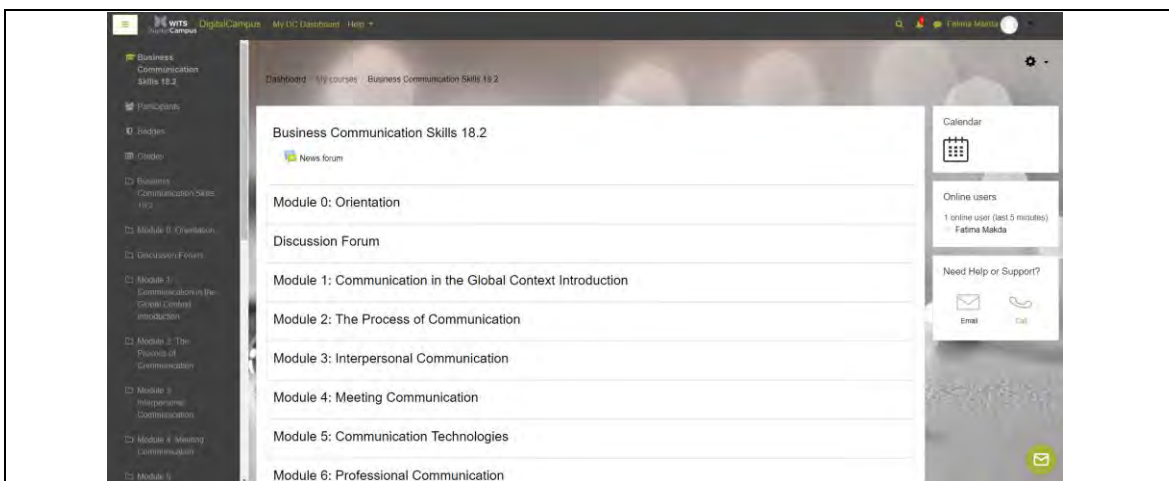 WITS DigitalCampus My DC Dashboard Help Fatima Makda
DigitalCampus
Business
Communication
Skills 18.2
Participants
Badges
Grades
Business
Communication Skills
18.2
Module 0: Orientation
Discussion Forum
Module 1:
Communication in the
Global Context
Introduction
Module 2: The
Process of
Communication
Module 3:
Interpersonal
Communication
Module 4: Meeting
Communication
Module 5:
Dashboard My courses Business Communication Skills 18.2
Business Communication Skills 18.2
News forum
Module 0: Orientation
Discussion Forum
Module 1: Communication in the Global Context Introduction
Module 2: The Process of Communication
Module 3: Interpersonal Communication
Module 4: Meeting Communication
Module 5: Communication Technologies
Module 6: Professional Communication
Calendar
Online users
1 online user (last 5 minutes)
Fatima Makda
Need Help or Support?
Email Call